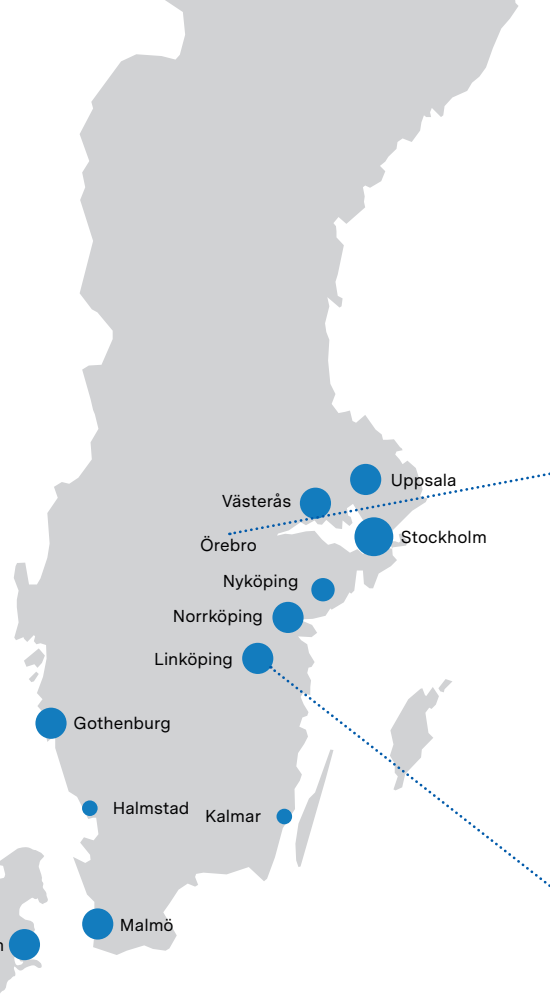 Uppsala
Västerås
Stockholm
Örebro
Nyköping
Norrköping
Linköping
Gothenburg
Halmstad
Kalmar
Malmö
n